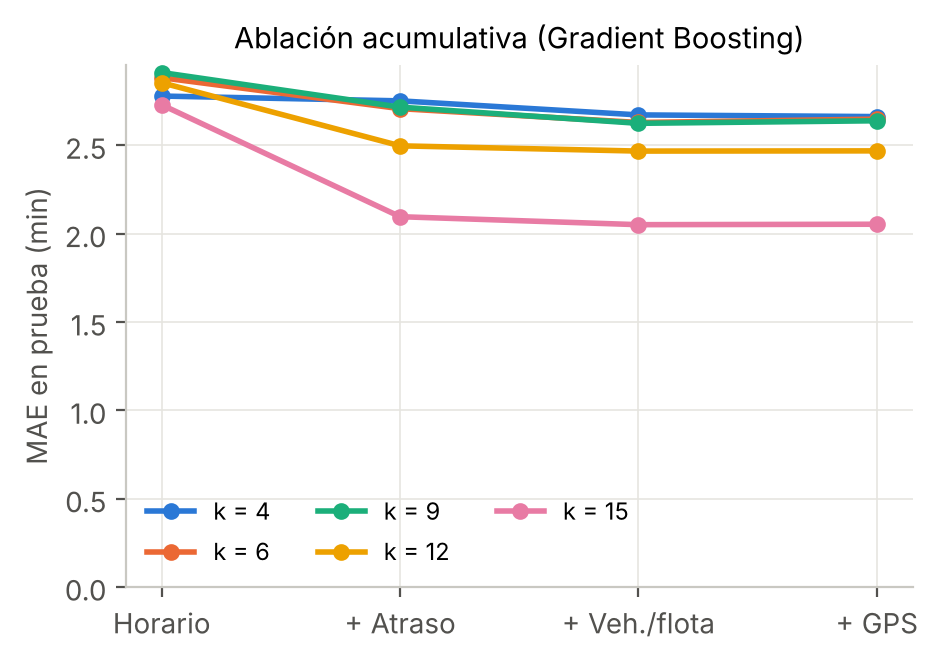 Ablación acumulativa (Gradient Boosting)
MAE en prueba (min)
2.5
2.0
1.5
1.0
0.5
0.0
k = 4
k = 9
k = 15
k = 6
k = 12
Horario
+ Atraso
+ Veh./flota
+ GPS